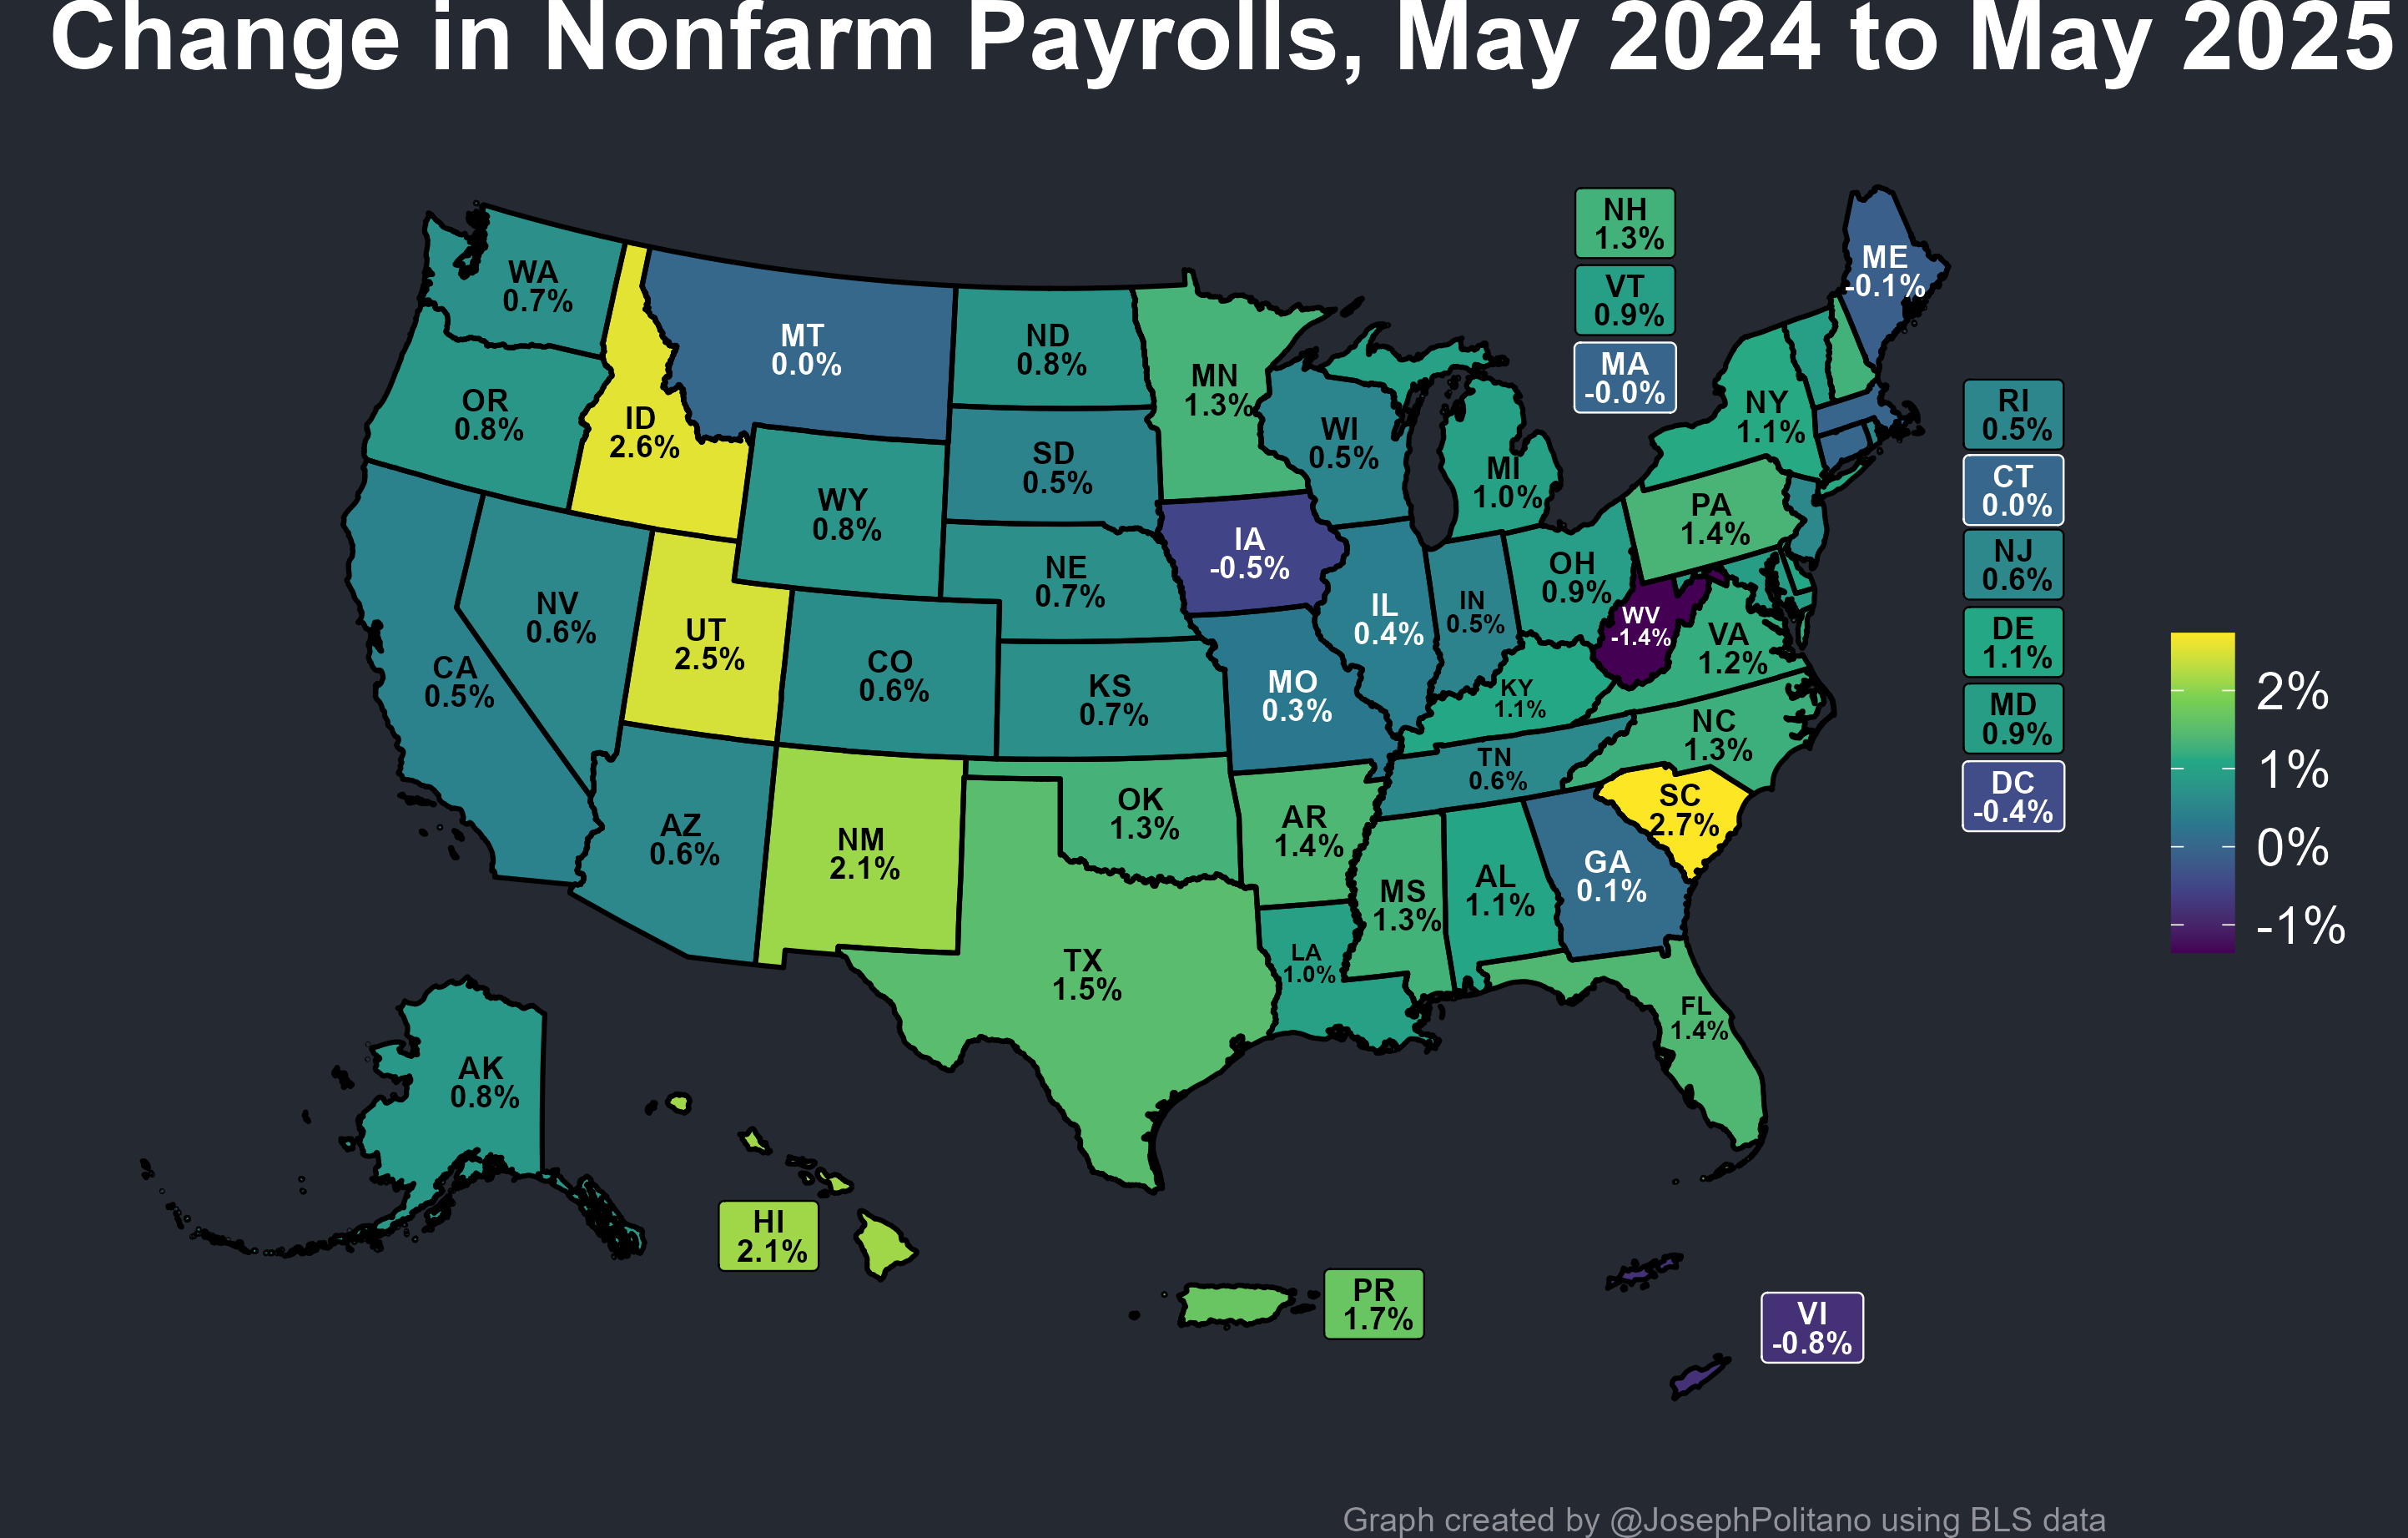 Change in Nonfarm Payrolls, May 2024 to May 2025
NH
1.3%
VT
0.9%
MA
-0.0%
ME
-0.1%
WA
0.7%
MT
0.0%
ND
0.8%
MN
1.3%
OR
0.8%
ID
2.6%
WI
0.5%
NY
1.1%
RI
0.5%
SD
0.5%
MI
1.0%
WY
0.8%
PA
1.4%
CT
0.0%
IA
-0.5%
NE
0.7%
OH
0.9%
NJ
0.6%
NV
0.6%
UT
2.5%
IL
0.4%
IN
0.5%
WV
-1.4%
VA
1.2%
DE
1.1%
CA
0.5%
CO
0.6%
KS
0.7%
MO
0.3%
KY
1.1%
NC
1.3%
MD
0.9%
TN
0.6%
DC
-0.4%
AZ
0.6%
NM
2.1%
OK
1.3%
AR
1.4%
SC
2.7%
MS
1.3%
AL
1.1%
GA
0.1%
TX
1.5%
LA
1.0%
FL
1.4%
2%
1%
0%
-1%
AK
0.8%
HI
2.1%
PR
1.7%
VI
-0.8%
Graph created by @JosephPolitano using BLS data